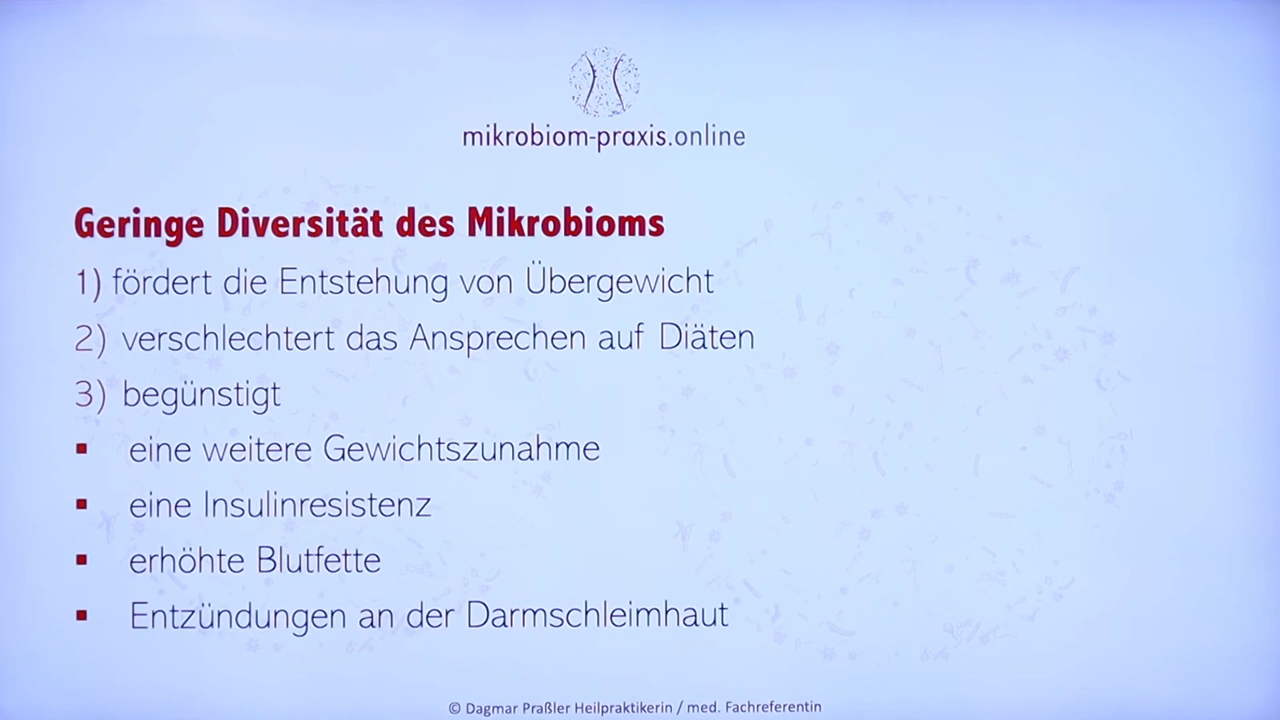 mikrobiom-praxis.online
Geringe Diversität des Mikrobioms
1) fördert die Entstehung von Übergewicht
2) verschlechtert das Ansprechen auf Diäten
3) begünstigt
▪ eine weitere Gewichtszunahme
▪ eine Insulinresistenz
▪ erhöhte Blutfette
▪ Entzündungen an der Darmschleimhaut
© Dagmar Praßler Heilpraktikerin / med. Fachreferentin